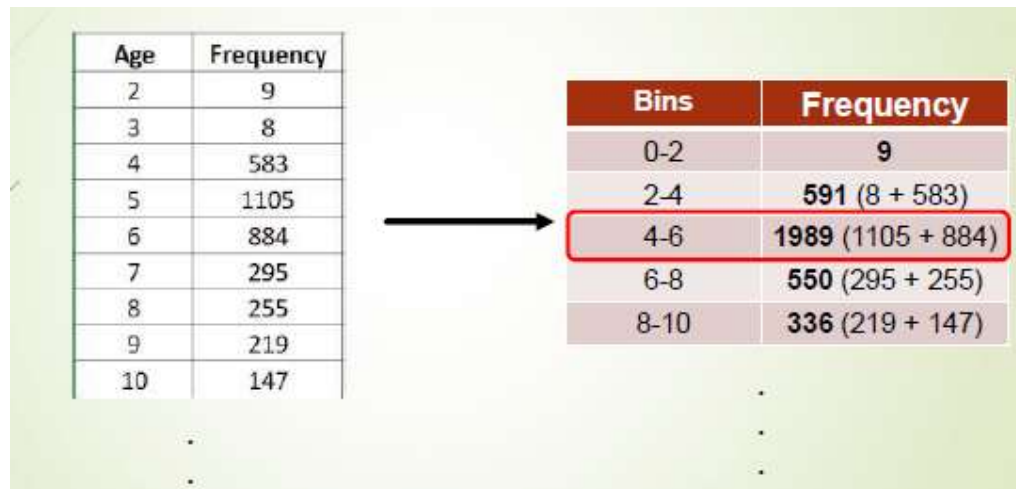 Age Frequency
2 9
3 8
4 583
5 1105
6 884
7 295
8 255
9 219
10 147
.
.
Bins Frequency
0-2 9
2-4 591 (8 + 583)
4-6 1989 (1105 + 884)
6-8 550 (295 + 255)
8-10 336 (219 + 147)
.
.
.